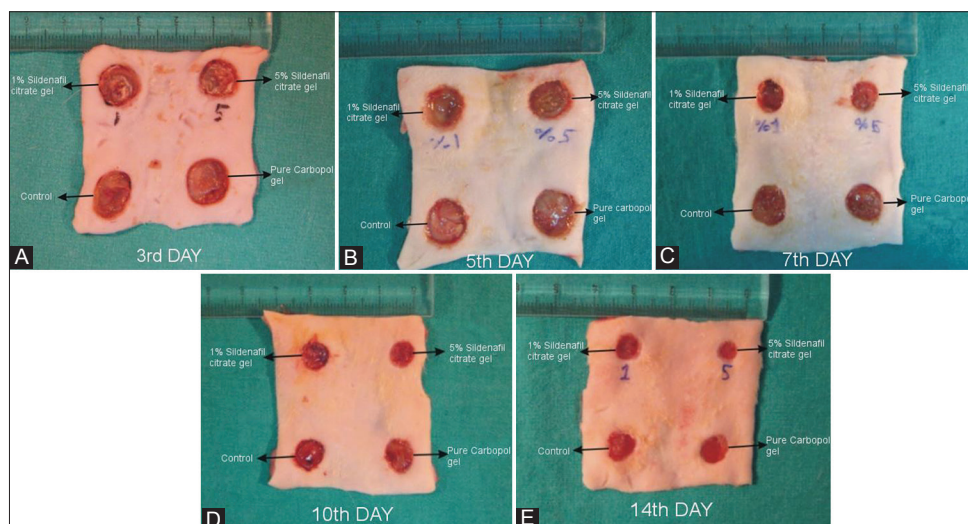 1% Sildenafil
citrate gel
5% Sildenafil
citrate gel
1
5
Control
Pure Carbopol
gel
A
3rd DAY
1% Sildenafil
citrate gel
5% Sildenafil
citrate gel
%1
%5
Control
Pure carbopol
gel
B
5th DAY
1% Sildenafil
citrate gel
5% Sildenafil
citrate gel
%1
%5
Control
Pure Carbopol
gel
C
7th DAY
1% Sildenafil
citrate gel
5% Sildenafil
citrate gel
Control
Pure Carbopol
gel
D
10th DAY
1% Sildenafil
citrate gel
5% Sildenafil
citrate gel
1
5
Control
Pure Carbopol
gel
E
14th DAY